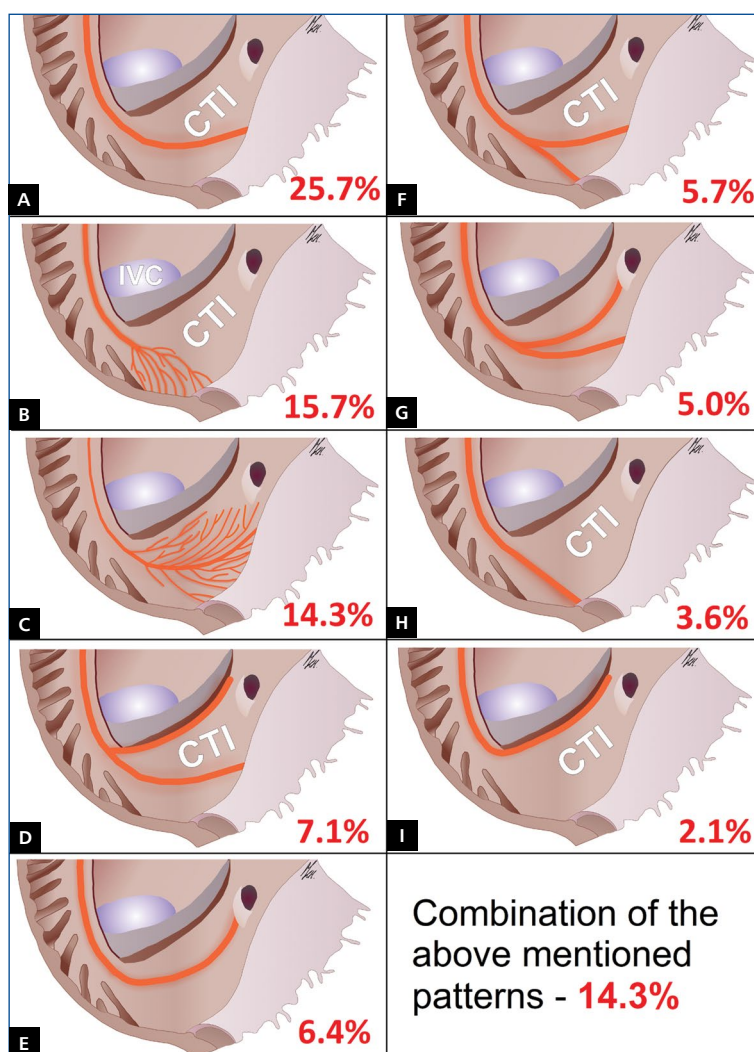 CTI
A
25.7%
CTI
F
5.7%
IVC
CTI
B
15.7%
G
5.0%
C
14.3%
CTI
H
3.6%
CTI
D
7.1%
CTI
I
2.1%
E
6.4%
Combination of the
above mentioned
patterns - 14.3%